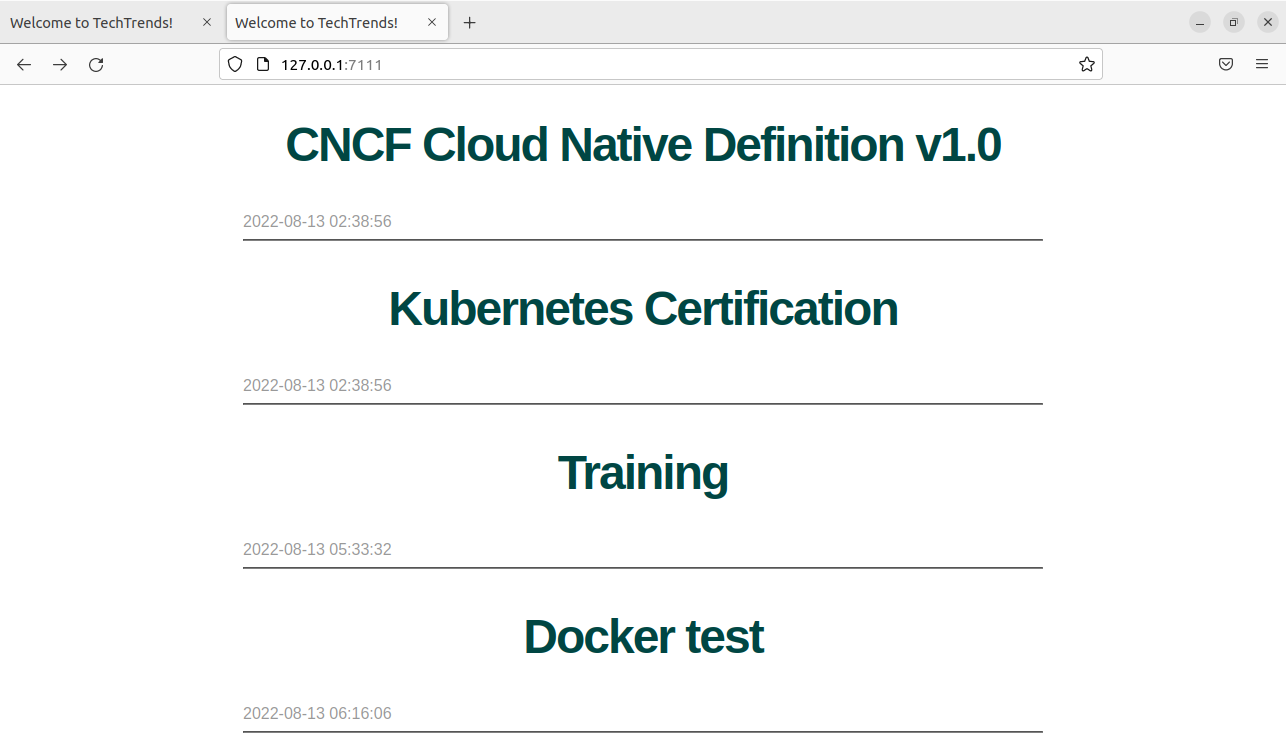 Welcome to TechTrends!
Welcome to TechTrends!
127.0.0.1:7111
CNCF Cloud Native Definition v1.0
2022-08-13 02:38:56
Kubernetes Certification
2022-08-13 02:38:56
Training
2022-08-13 05:33:32
Docker test
2022-08-13 06:16:06